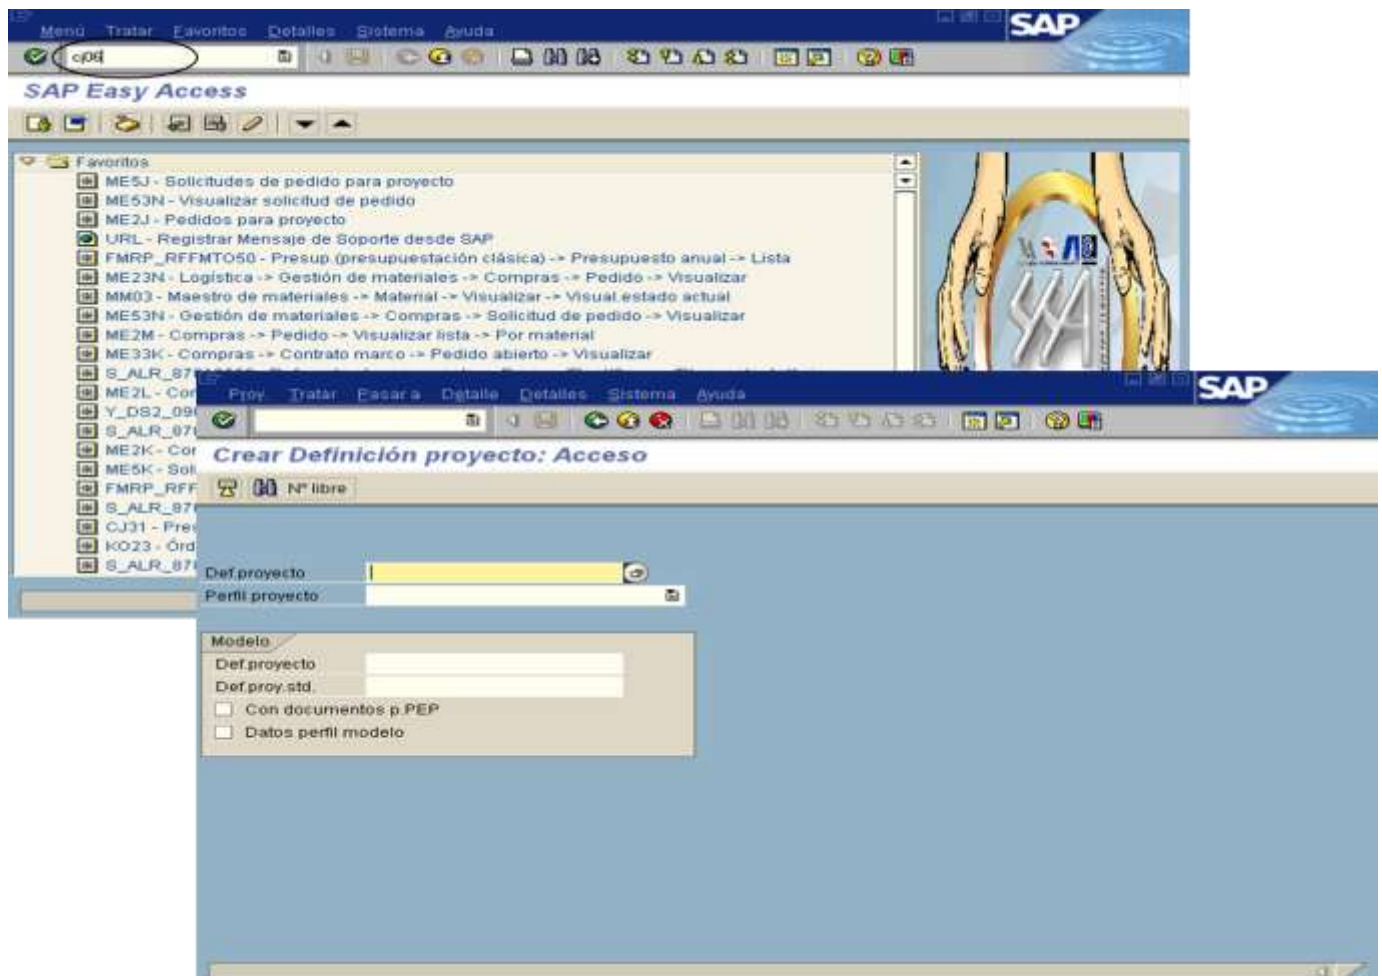 Menú Tratar Favoritos Detalles Sistema Ayuda
SAP
cj06
SAP Easy Access
Favoritos
ME5J - Solicitudes de pedido para proyecto
ME53N - Visualizar solicitud de pedido
ME2J - Pedidos para proyecto
URL - Registrar Mensaje de Soporte desde SAP
FMRP_RFFMTO50 - Presup.(presupuestación clásica) -> Presupuesto anual -> Lista
ME23N - Logística -> Gestión de materiales -> Compras -> Pedido -> Visualizar
MM03 - Maestro de materiales -> Material -> Visualizar -> Visual.estado actual
ME53N - Gestión de materiales -> Compras -> Solicitud de pedido -> Visualizar
ME2M - Compras -> Pedido -> Visualizar lista -> Por material
ME33K - Compras -> Contrato marco -> Pedido abierto -> Visualizar
S_ALR_87
ME2L - Cor
Y_DS2_09
S_ALR_87
ME2K - Cor
ME5K - Soli
FMRP_RFF
S_ALR_87
CJ31 - Pre
KO23 - Órd
S_ALR_87
Proy. Tratar Pasar a Detalle Detalles Sistema Ayuda
SAP
Crear Definición proyecto: Acceso
Nº libre
Def.proyecto
Perfil proyecto
Modelo
Def.proyecto
Def.proy.std.
Con documentos p.PEP
Datos perfil modelo